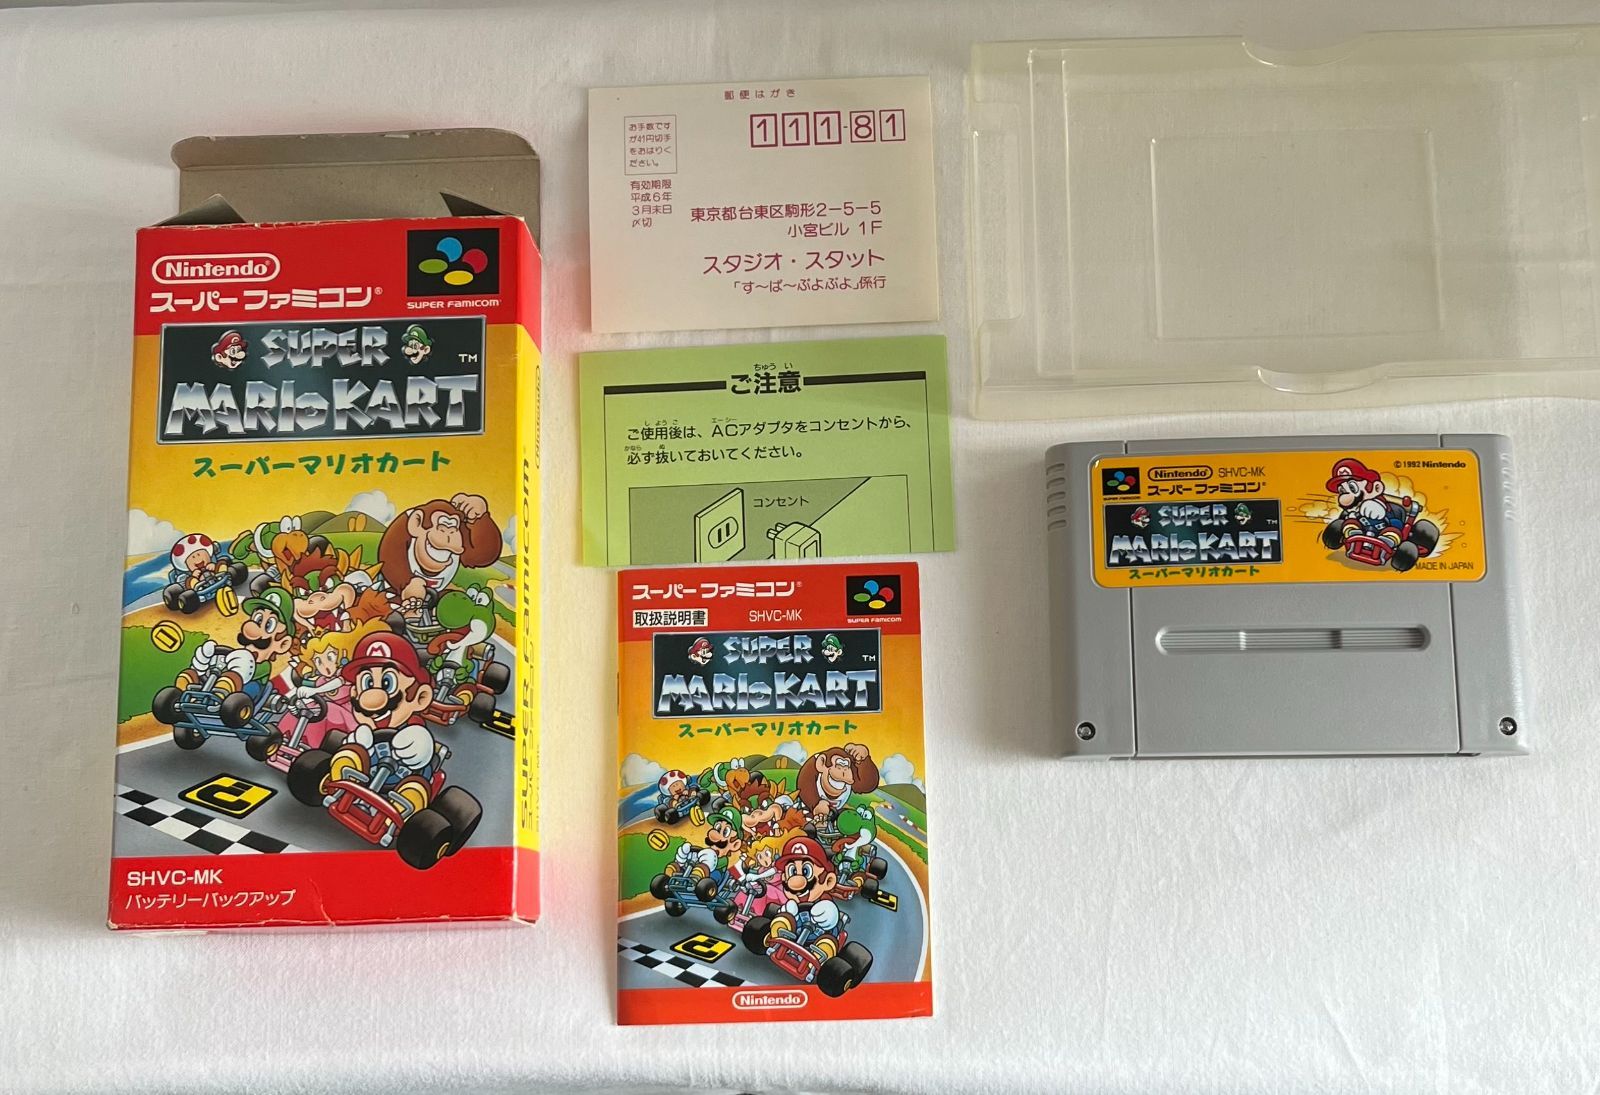 Nintendo®
スーパーファミコン®
SUPER FAMICOM
SUPER
MARIO KART
TM
スーパーマリオカート
SHVC-MK
バッテリーバックアップ
Nintendo®
郵便はがき
お手数です
が41円切手
をおはりく
ださい。
111-81
有効期限
平成6年
3月末日
〆切
東京都台東区駒形2-5-5
小宮ビル 1F
スタジオ・スタット
「す〜ぱ〜ぷよぷよ」係行
ちゅう い
ご注意
し よう ご
エーシー
ご使用後は、ACアダプタをコンセントから、
かなら ぬ
必ず抜いておいてください。
コンセント
スーパーファミコン®
取扱説明書
SHVC-MK
SUPER FAMICOM
SUPER
MARIO KART
TM
スーパーマリオカート
Nintendo
SUPER FAMICOM
Nintendo
SHVC-MK
スーパーファミコン®
SUPER
MARIO KART
TM
スーパーマリオカート
©1992 Nintendo
MADE IN JAPAN